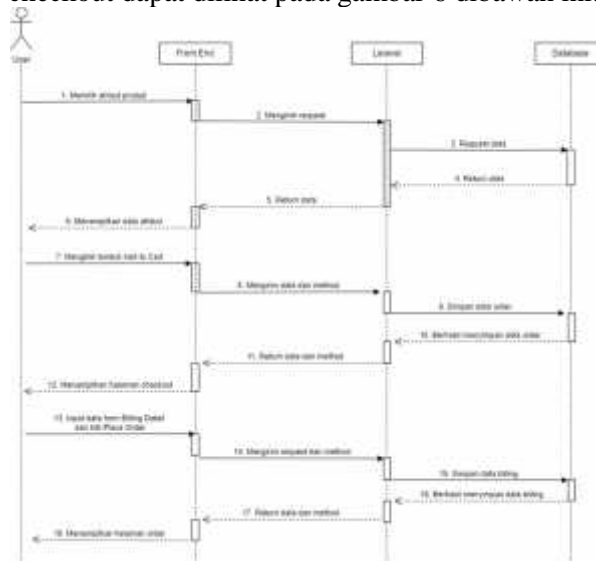 checkout dapat dilihat pada gambar 6 dibawah ini.
User
Front End
Laravel
Database
1. Memilih atribut produk
2. Mengirim request
3. Request data
4. Return data
5. Return data
6. Menampilkan data atribut
7. Mengklik tombol Add to Cart
8. Mengirim data dan method
9. Simpan data order
10. Berhasil menyimpan data order
11. Return data dan method
12. Menampilkan halaman checkout
13. Input data form Billing Detail
dan klik Place Order
14. Mengirim request dan method
15. Simpan data billing
16. Berhasil menyimpan data billing
17. Return data dan method
18. Menampilkan halaman order